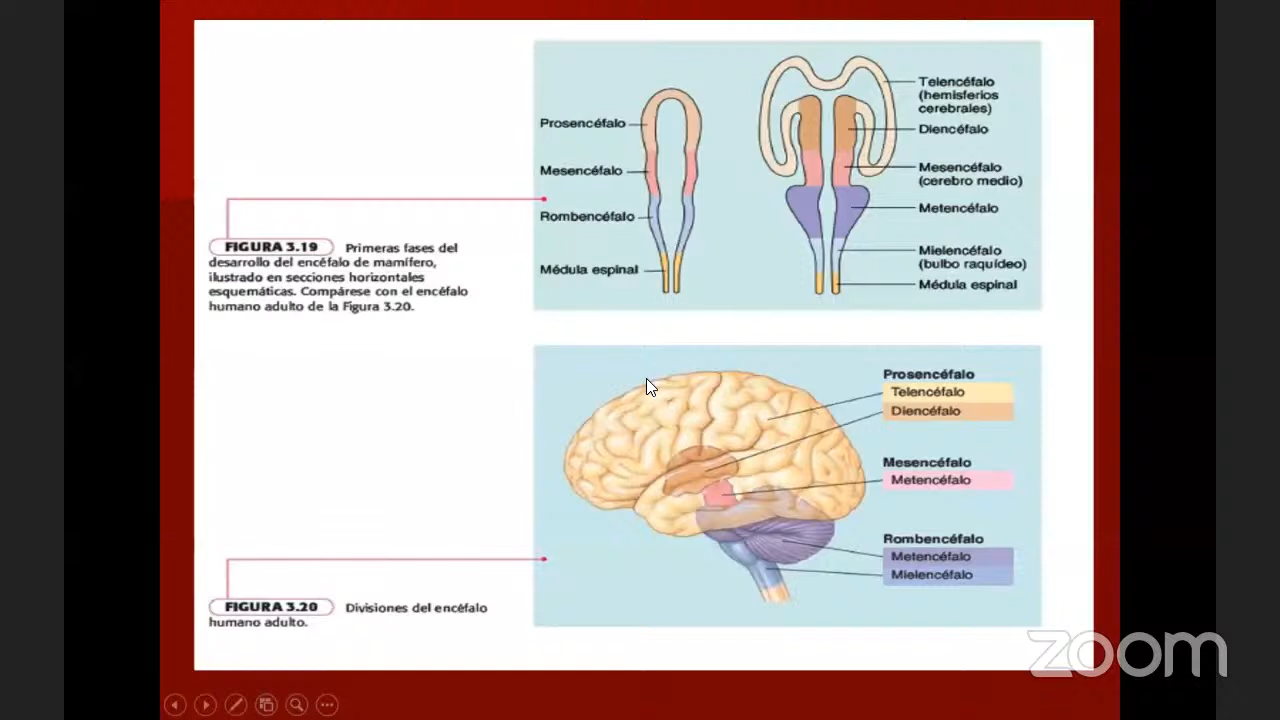 Prosencéfalo
Mesencéfalo
Rombencéfalo
Médula espinal
Telencéfalo
(hemisferios
cerebrales)
Diencéfalo
Mesencéfalo
(cerebro medio)
Metencéfalo
Mielencéfalo
(bulbo raquídeo)
Médula espinal
FIGURA 3.19 Primeras fases del
desarrollo del encéfalo de mamífero,
ilustrado en secciones horizontales
esquemáticas. Compárese con el encéfalo
humano adulto de la Figura 3.20.
Prosencéfalo
Telencéfalo
Diencéfalo
Mesencéfalo
Metencéfalo
Rombencéfalo
Metencéfalo
Mielencéfalo
FIGURA 3.20 Divisiones del encéfalo
humano adulto.
zoom